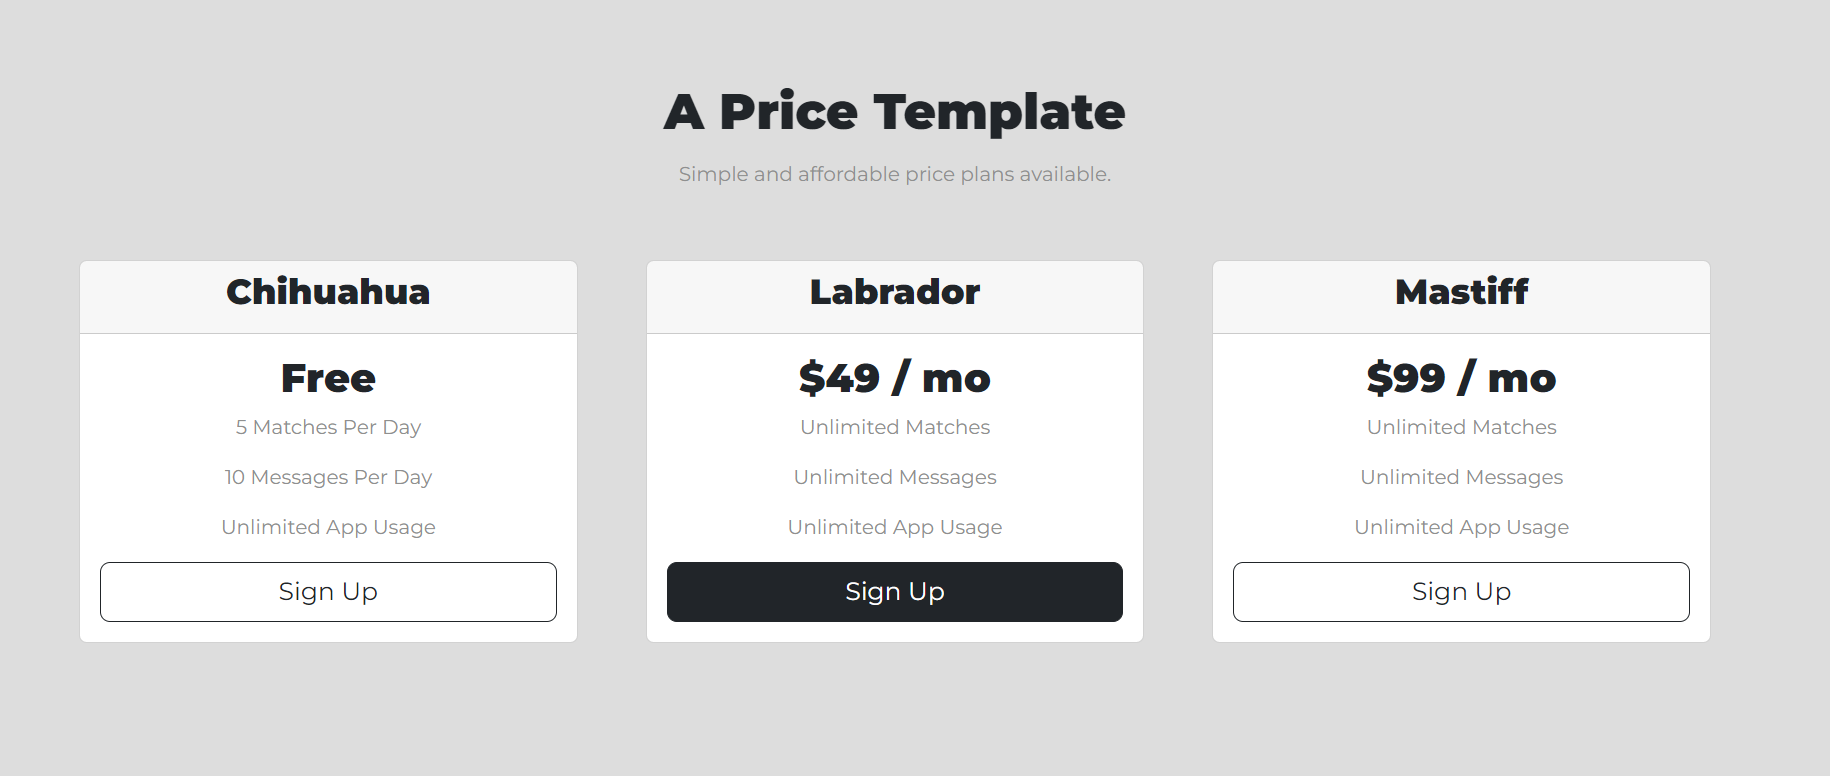 A Price Template
Simple and affordable price plans available.
Chihuahua
Free
5 Matches Per Day
10 Messages Per Day
Unlimited App Usage
Sign Up
Labrador
$49 / mo
Unlimited Matches
Unlimited Messages
Unlimited App Usage
Sign Up
Mastiff
$99 / mo
Unlimited Matches
Unlimited Messages
Unlimited App Usage
Sign Up